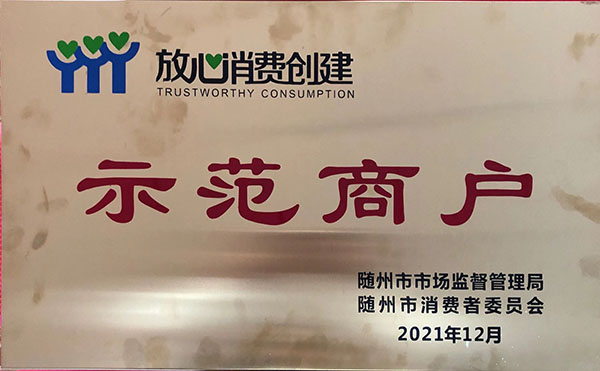 放心消费创建
TRUSTWORTHY CONSUMPTION
示范商户
随州市市场监督管理局
随州市消费者委员会
2021年12月